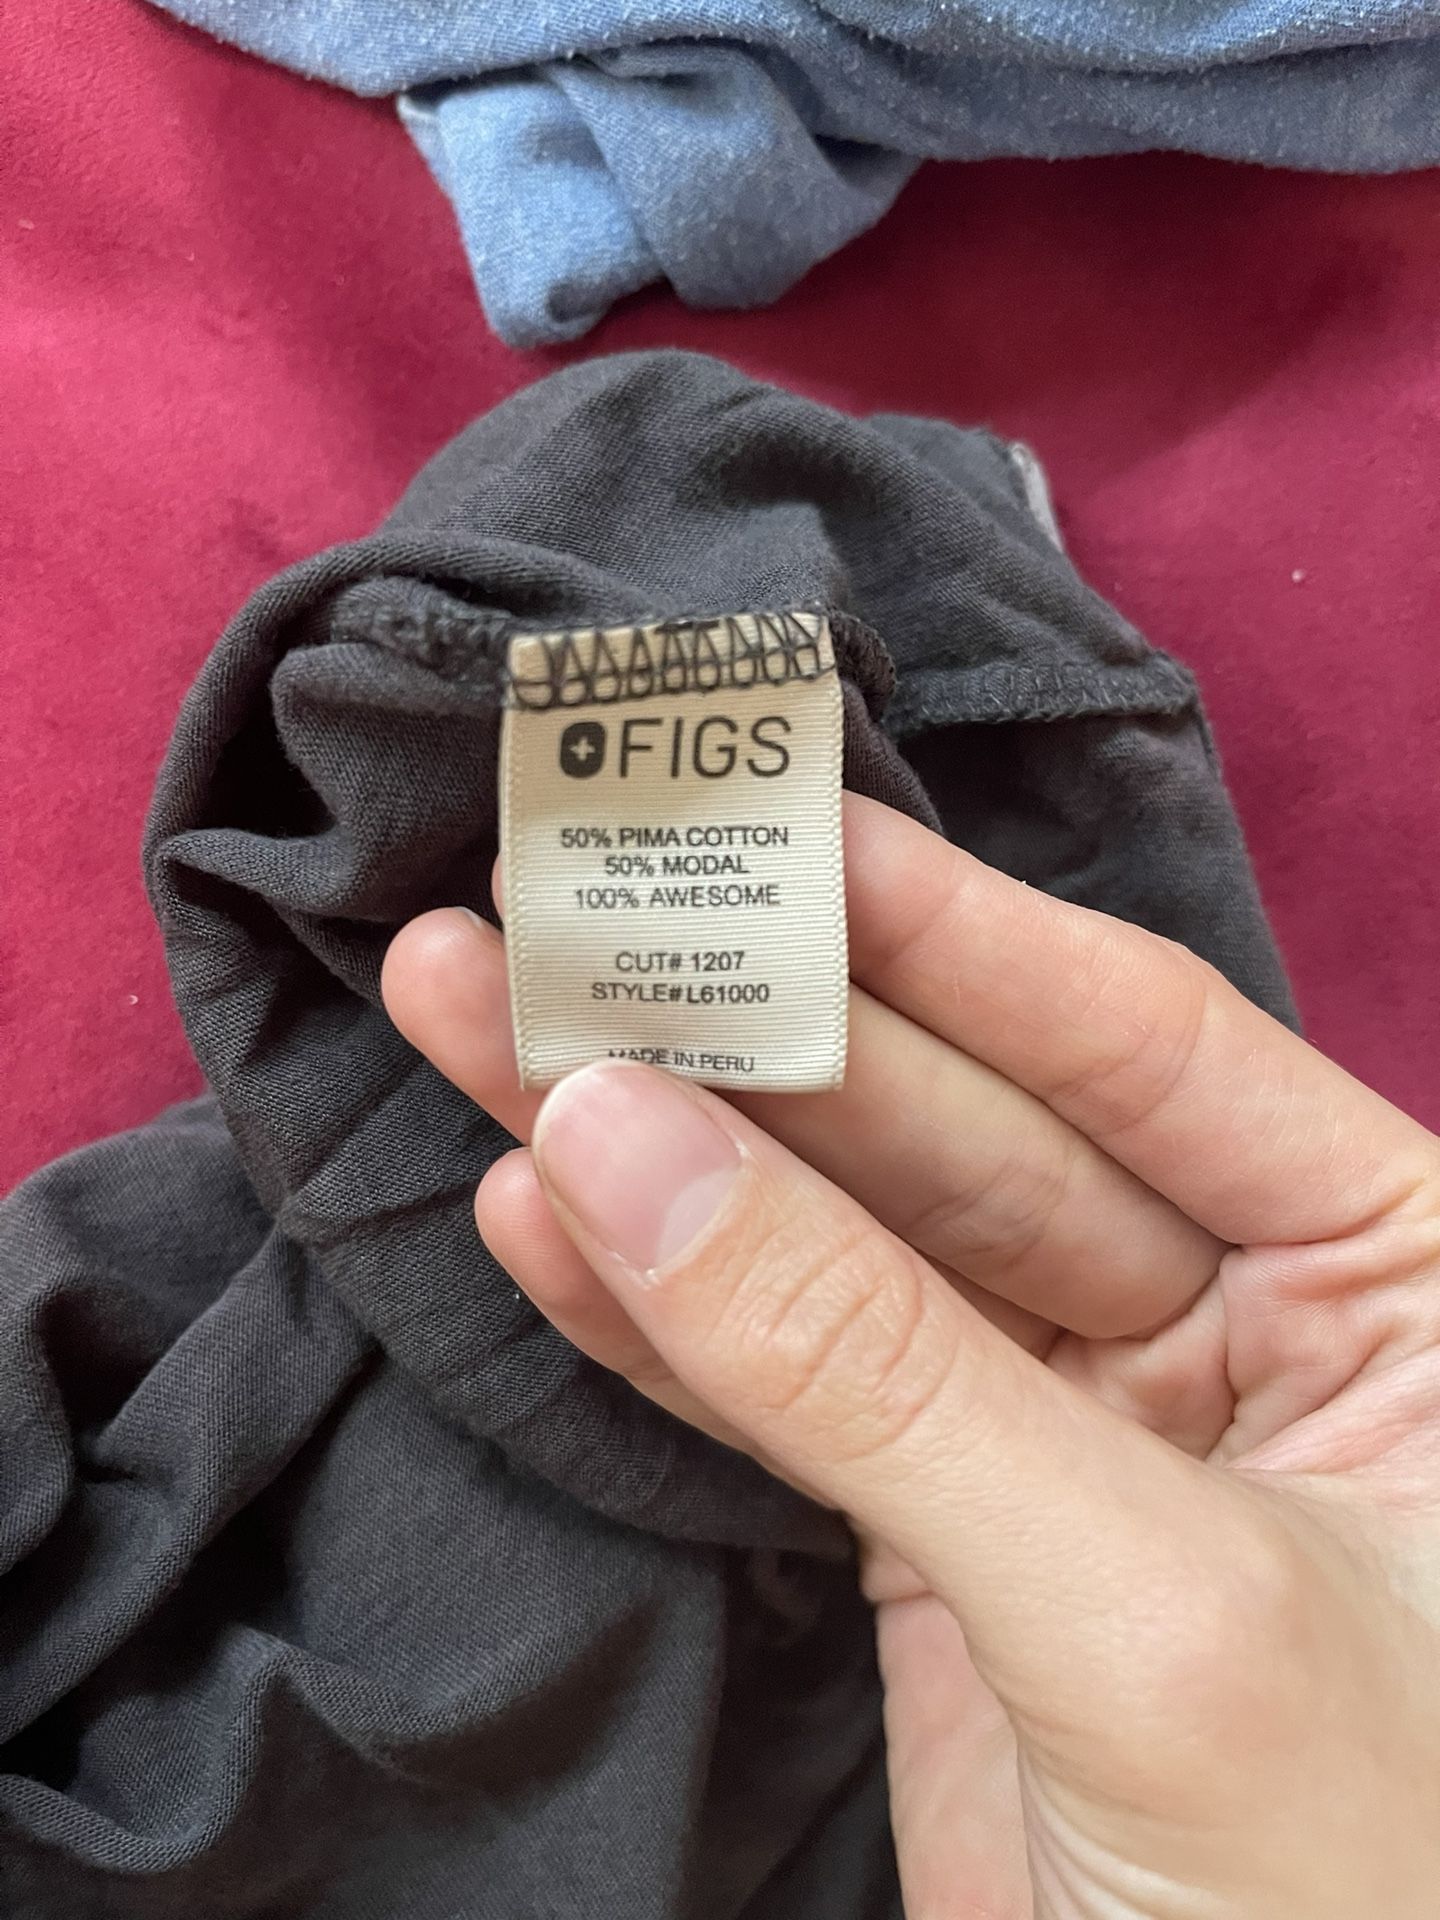 FIGS
50% PIMA COTTON
50% MODAL
100% AWESOME
CUT# 1207
STYLE# L61000
MADE IN PERU